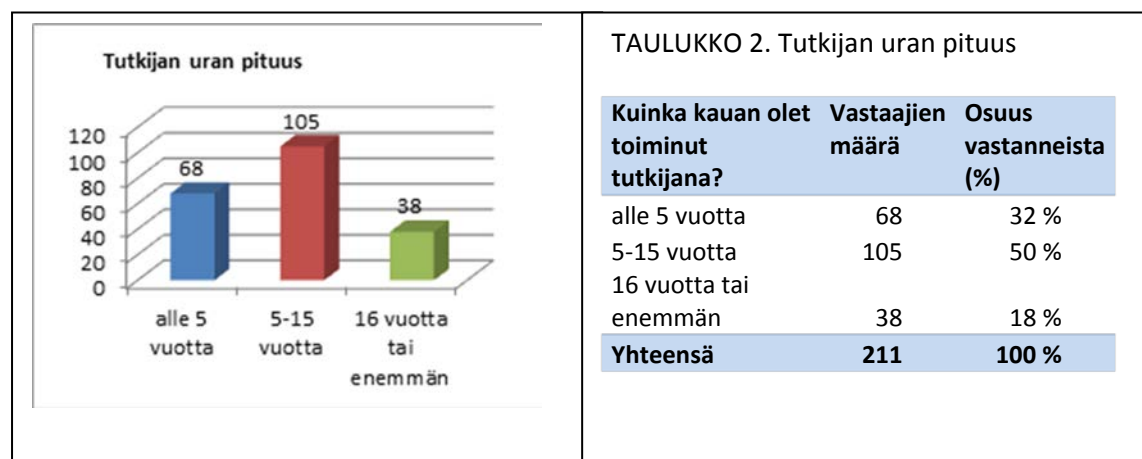 Tutkijan uran pituus
120
100
80
60
40
20
0
68
105
38
alle 5
vuotta
5-15
vuotta
16 vuotta
tai
enemmän
TAULUKKO 2. Tutkijan uran pituus
Kuinka kauan olet Vastaajien Osuus
toiminut määrä vastanneista
tutkijana? (%)
alle 5 vuotta 68 32 %
5-15 vuotta 105 50 %
16 vuotta tai
enemmän 38 18 %
Yhteensä 211 100 %